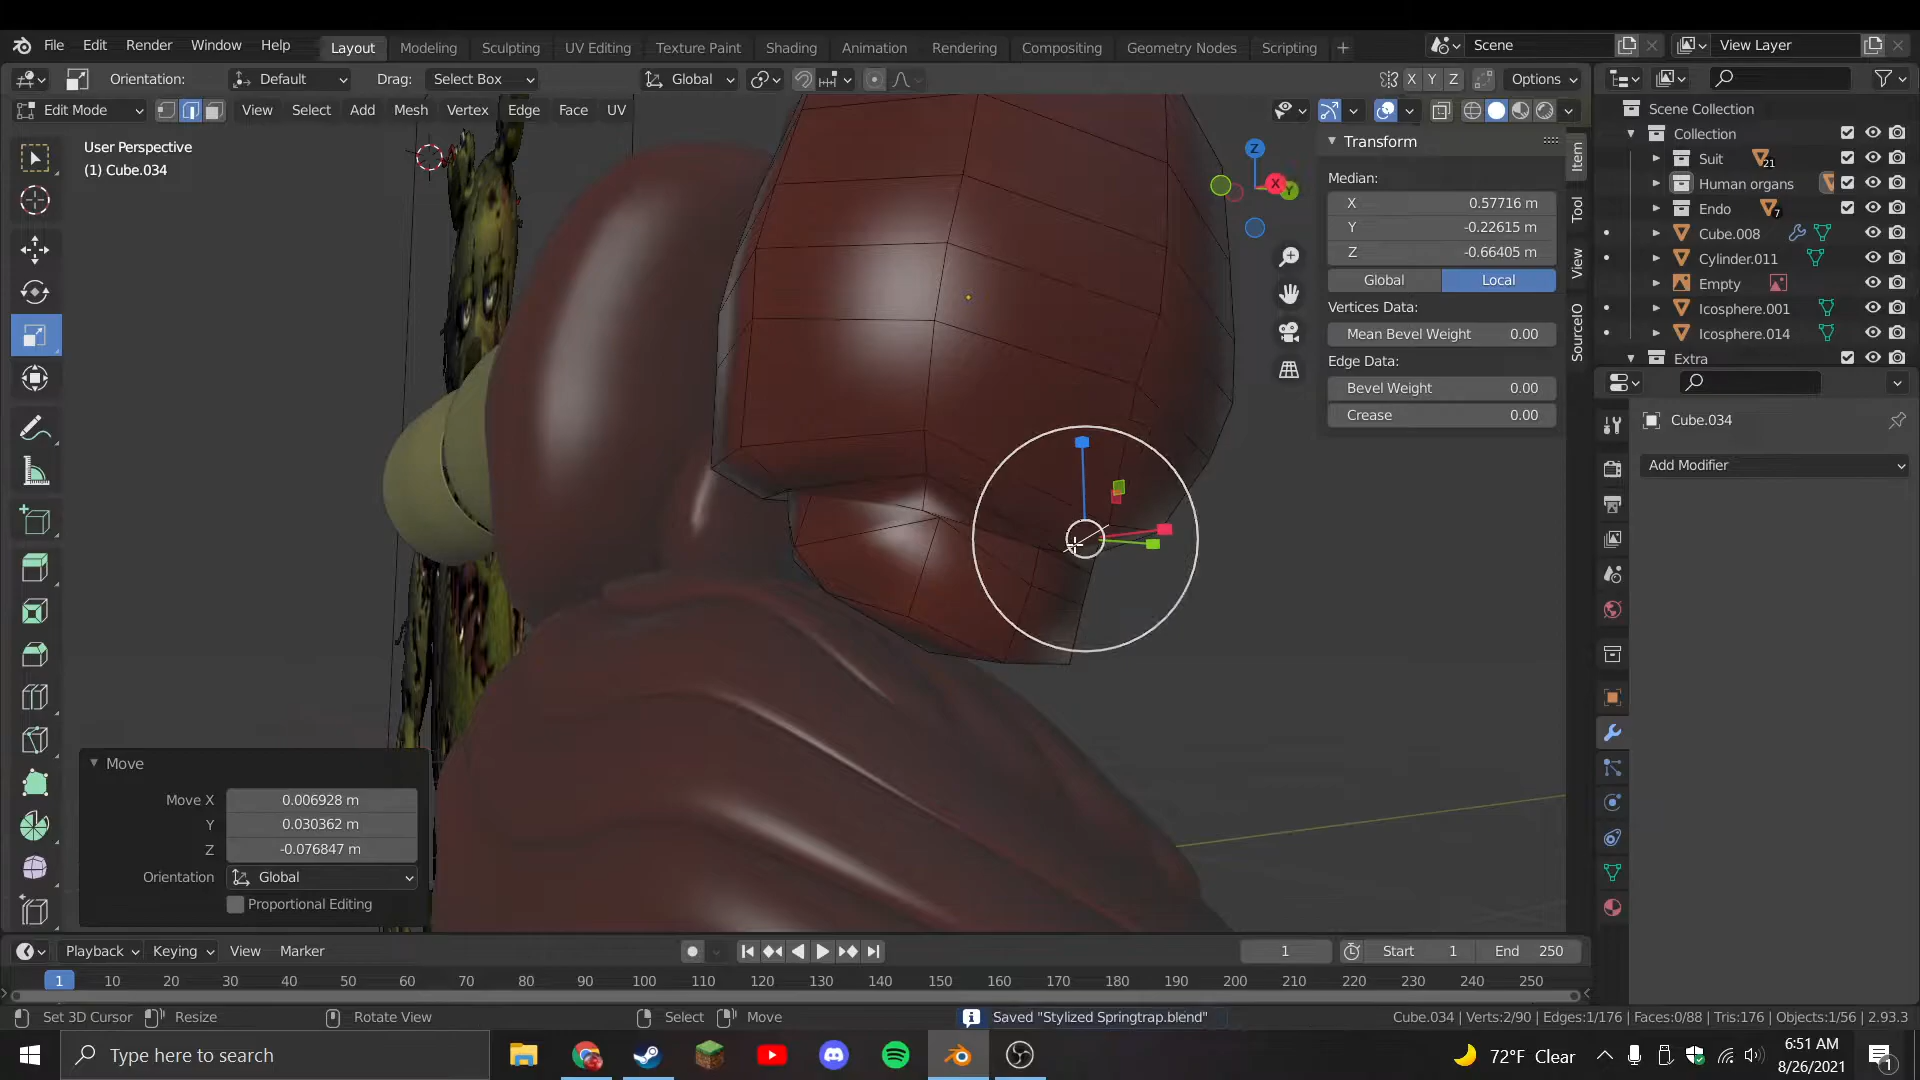 File Edit Render Window Help Layout Modeling Sculpting UV Editing Texture Paint Shading Animation Rendering Compositing Geometry Nodes Scripting + Scene View Layer
Orientation: Default Drag: Select Box Global X Y Z Options
Edit Mode View Select Add Mesh Vertex Edge Face UV
User Perspective
(1) Cube.034
Z
X
Y
Transform
Median:
X 0.57716 m
Y -0.22615 m
Z -0.66405 m
Global Local
Vertices Data:
Mean Bevel Weight 0.00
Edge Data:
Bevel Weight 0.00
Crease 0.00
Item
Tool
View
SourceIO
Scene Collection
Collection
Suit 21
Human organs
Endo 7
Cube.008
Cylinder.011
Empty
Icosphere.001
Icosphere.014
Extra
Cube.034
Add Modifier
Move
Move X 0.006928 m
Y 0.030362 m
Z -0.076847 m
Orientation Global
Proportional Editing
Playback Keying View Marker 1 Start 1 End 250
1 10 20 30 40 50 60 70 80 90 100 110 120 130 140 150 160 170 180 190 200 210 220 230 240 250
Set 3D Cursor Resize Rotate View Select Move Saved "Stylized Springtrap.blend" Cube.034 | Verts:2/90 | Edges:1/176 | Faces:0/88 | Tris:176 | Objects:1/56 | 2.93.3
Type here to search 72°F Clear 6:51 AM
8/26/2021
1